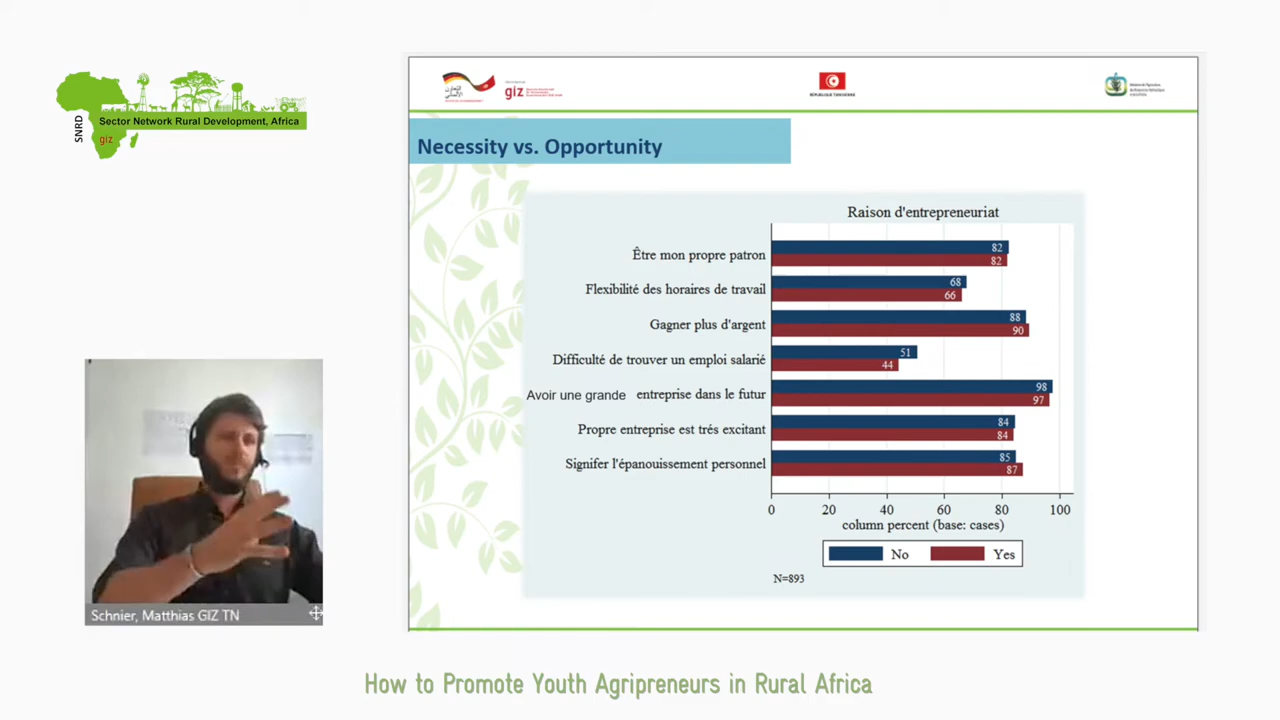 SNRD
Sector Network Rural Development, Africa
giz
giz
RÉPUBLIQUE TUNISIENNE
Necessity vs. Opportunity
Raison d'entrepreneuriat
Être mon propre patron
82
82
Flexibilité des horaires de travail
68
66
Gagner plus d'argent
88
90
Difficulté de trouver un emploi salarié
51
44
Avoir une grande entreprise dans le futur
98
97
Propre entreprise est trés excitant
84
84
Signifer l'épanouissement personnel
85
87
0 20 40 60 80 100
column percent (base: cases)
No Yes
N=893
Schnier, Matthias GIZ TN
How to Promote Youth Agripreneurs in Rural Africa